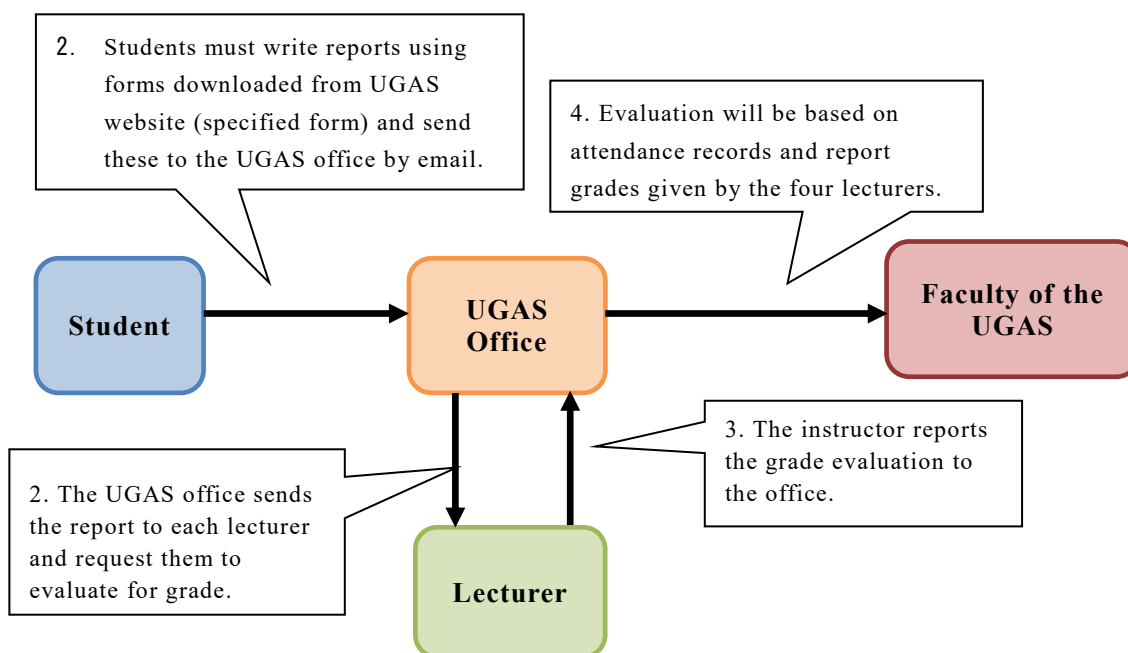 2. Students must write reports using
forms downloaded from UGAS
website (specified form) and send
these to the UGAS office by email.
4. Evaluation will be based on
attendance records and report
grades given by the four lecturers.
Student
UGAS
Office
Faculty of the
UGAS
2. The UGAS office sends
the report to each lecturer
and request them to
evaluate for grade.
3. The instructor reports
the grade evaluation to
the office.
Lecturer